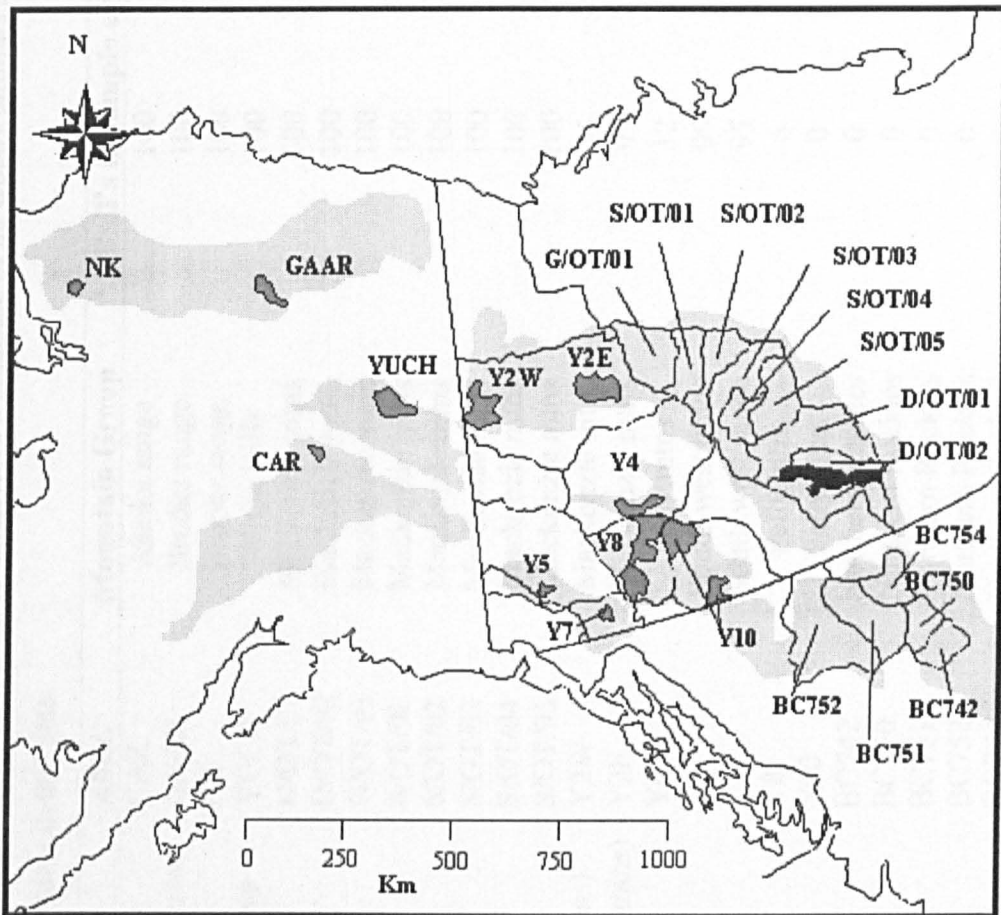 N
S/OT/01
S/OT/02
G/OT/01
S/OT/03
NK
GAAR
S/OT/04
S/OT/05
YUCH
Y2W
Y2E
D/OT/01
CAR
Y4
D/OT/02
BC754
Y8
BC750
Y5
Y7
Y10
BC752
BC742
BC751
0
250
500
750
1000
Km